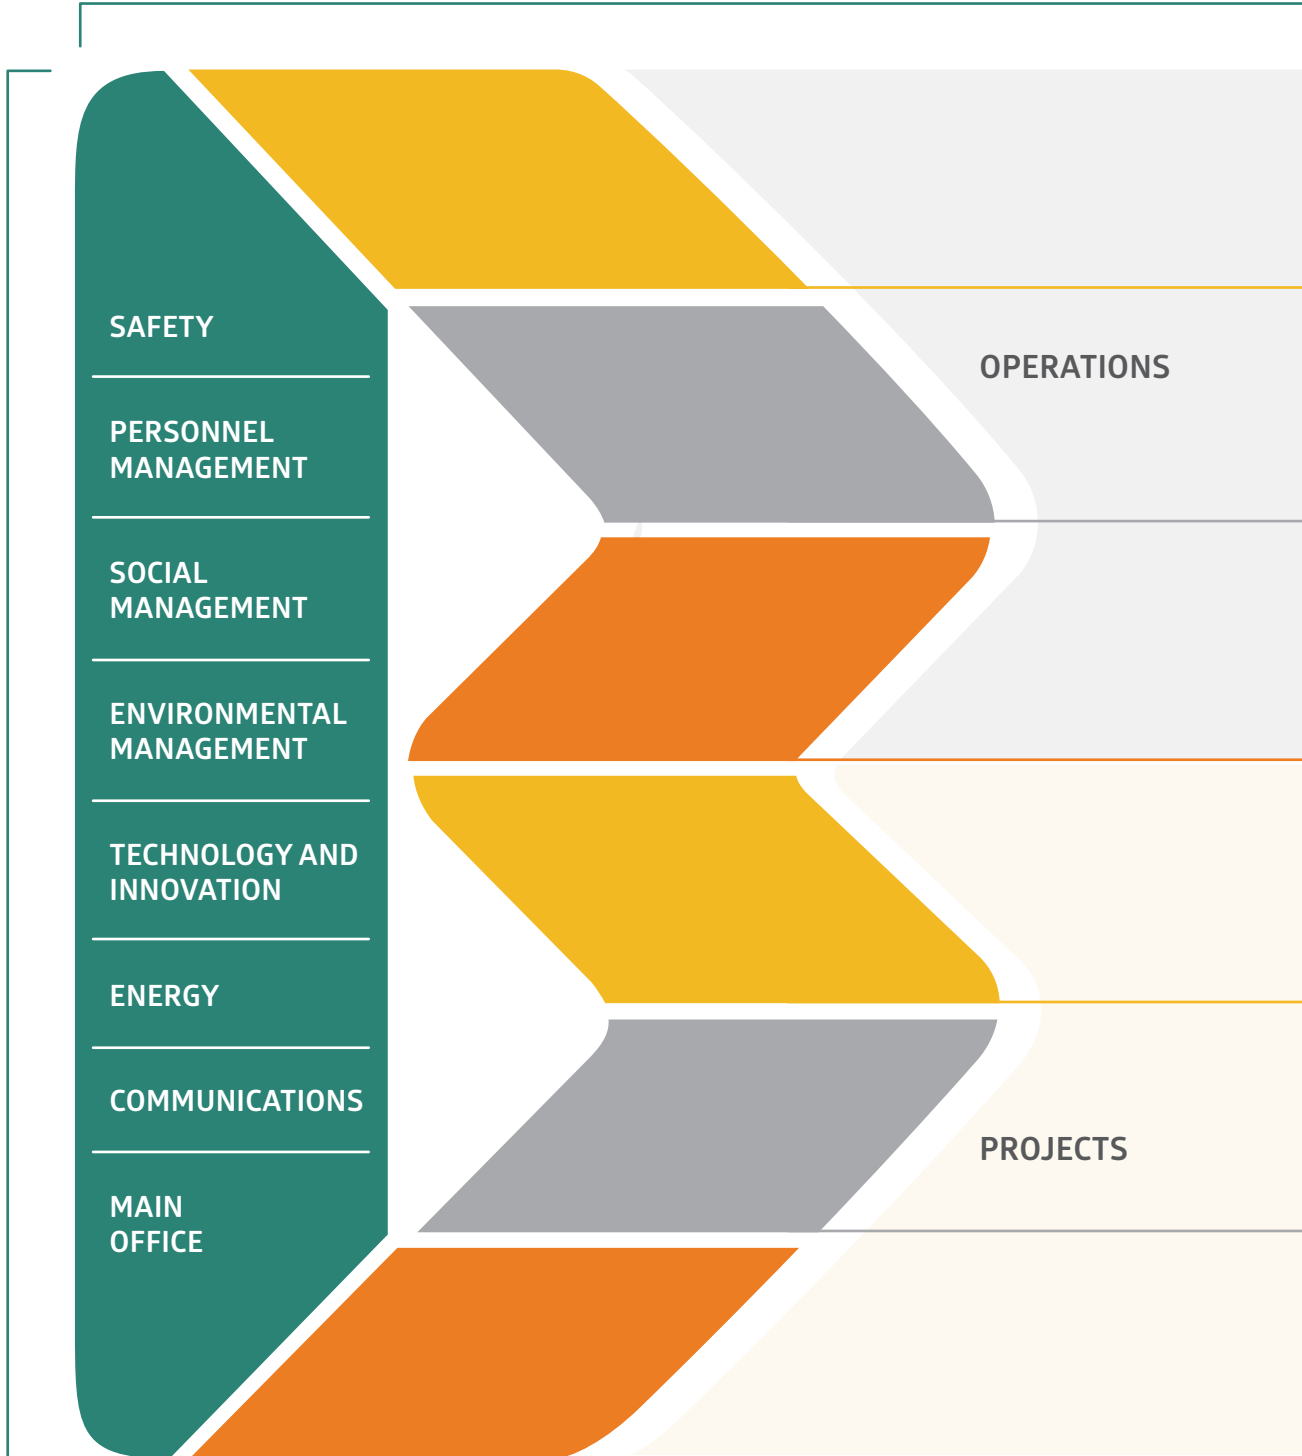 SAFETY
PERSONNEL
MANAGEMENT
SOCIAL
MANAGEMENT
ENVIRONMENTAL
MANAGEMENT
TECHNOLOGY AND
INNOVATION
ENERGY
COMMUNICATIONS
MAIN
OFFICE
OPERATIONS
PROJECTS